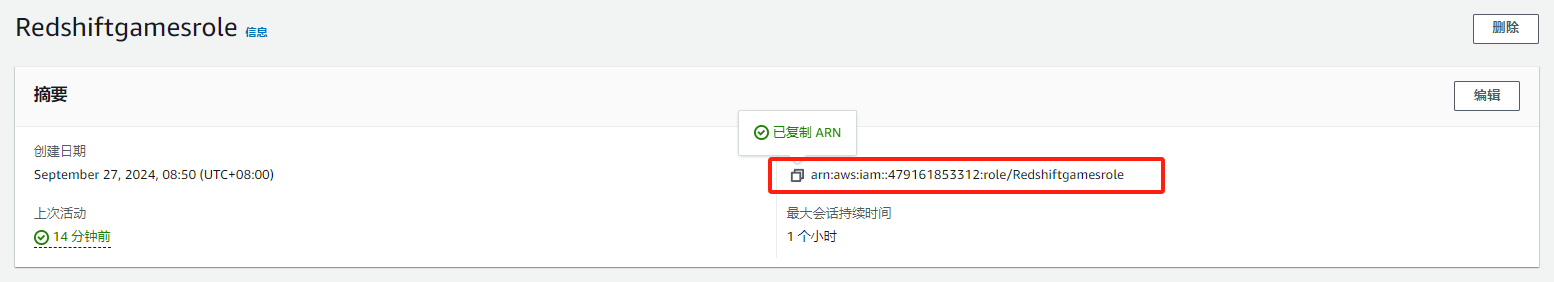 Redshiftgamesrole 信息
删除
摘要
编辑
已复制 ARN
创建日期
September 27, 2024, 08:50 (UTC+08:00)
arn:aws:iam::479161853312:role/Redshiftgamesrole
上次活动
14 分钟前
最大会话持续时间
1 个小时